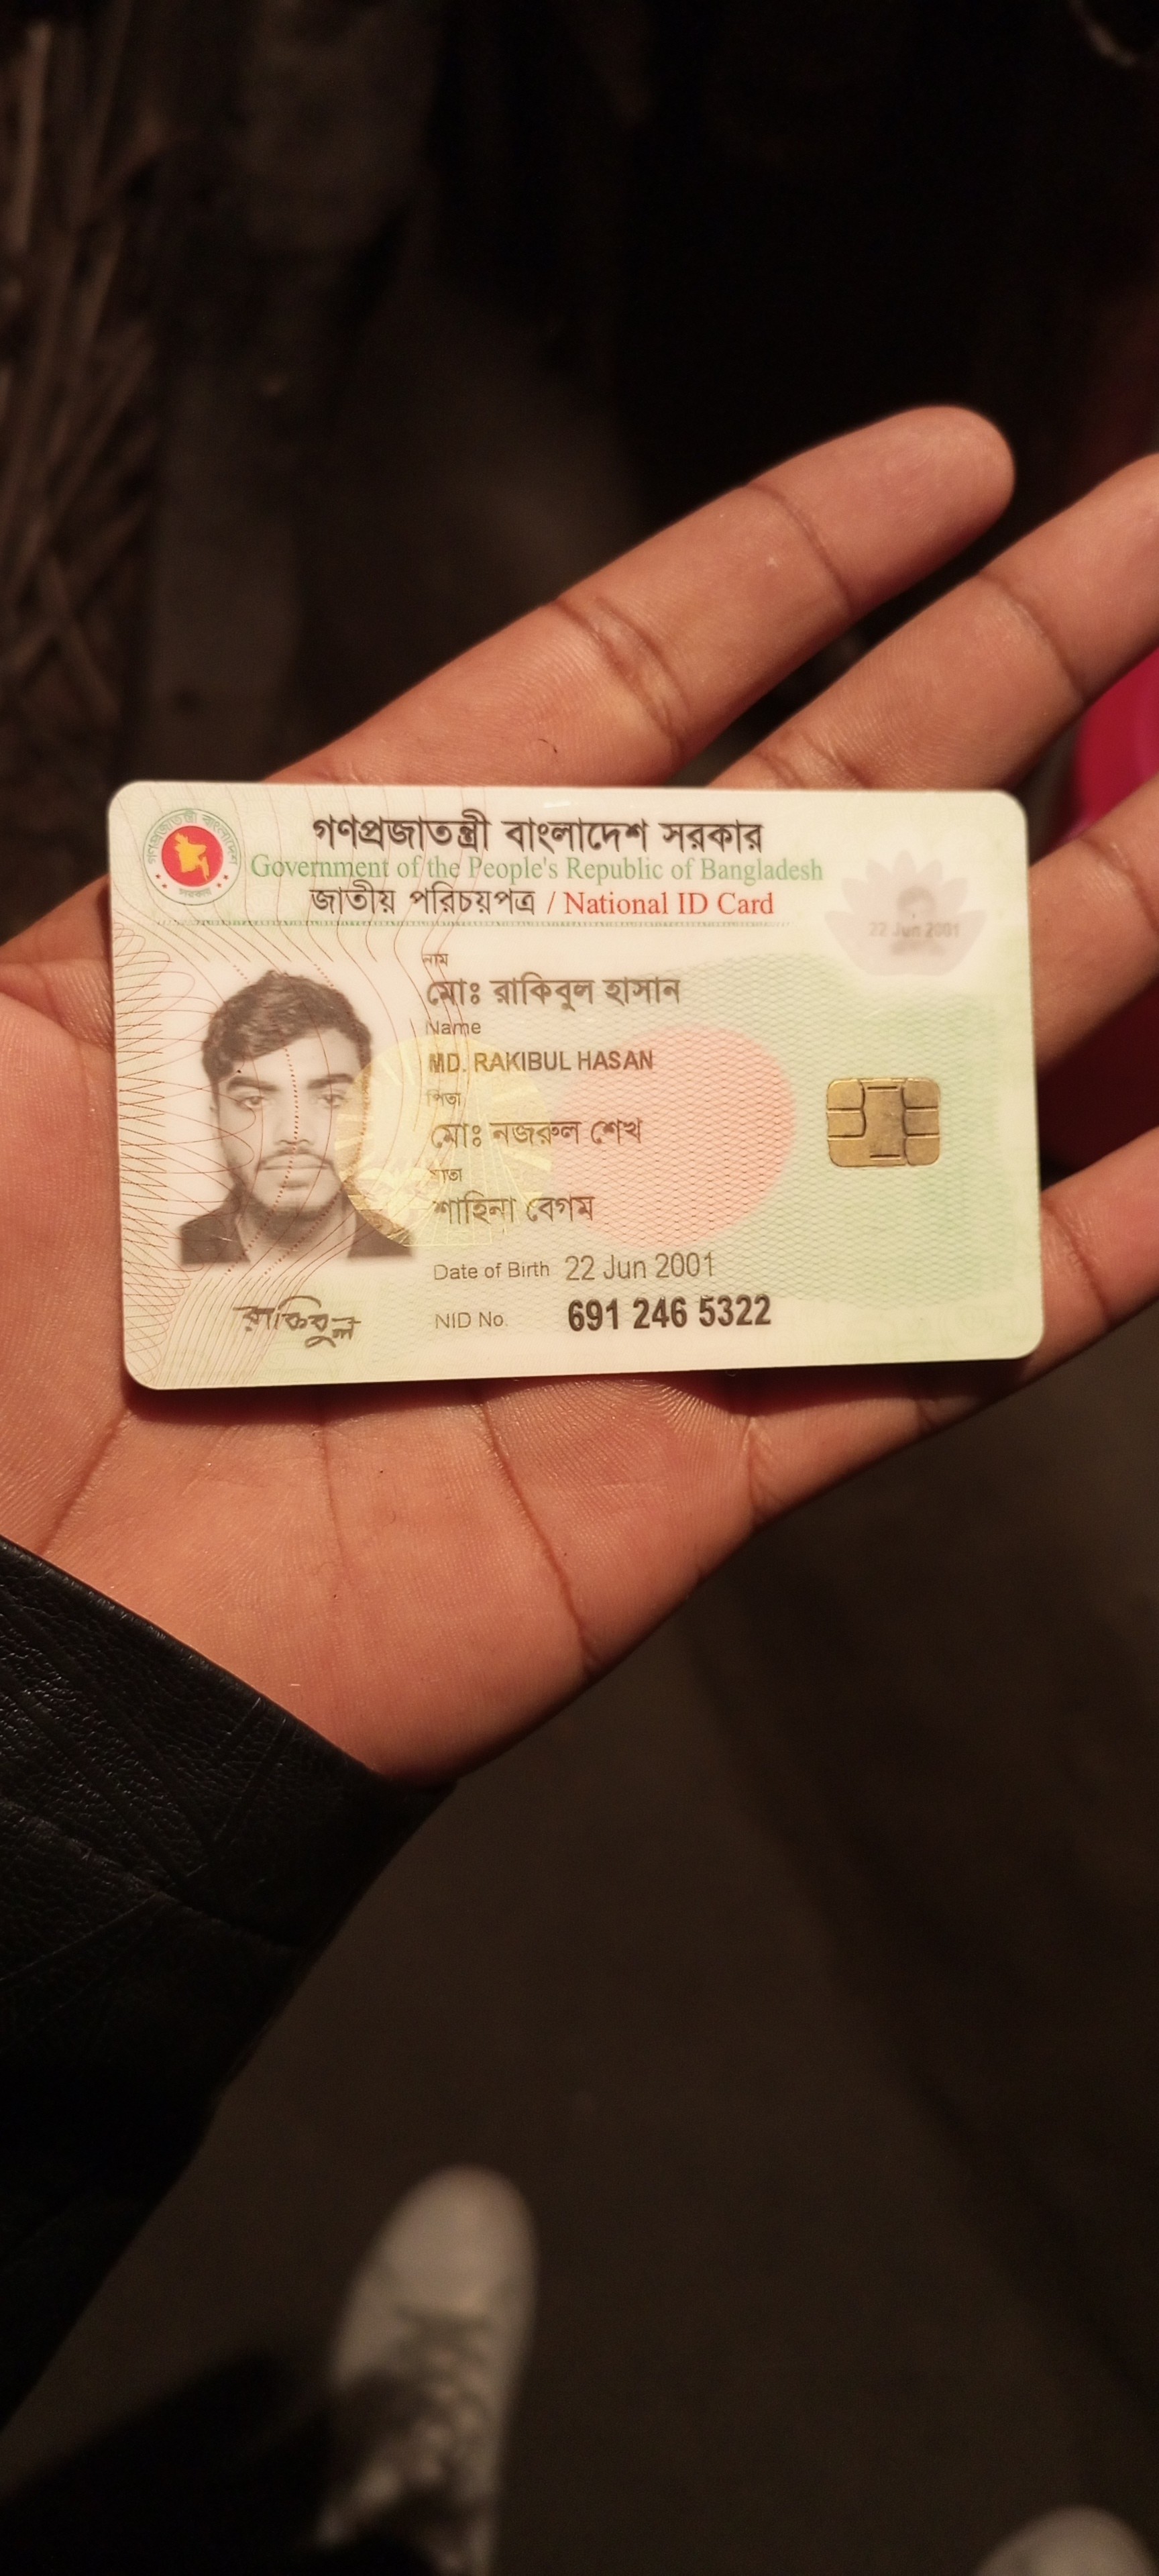 গণপ্রজাতন্ত্রী বাংলাদেশ সরকার
Government of the People's Republic of Bangladesh
জাতীয় পরিচয়পত্র / National ID Card
গণপ্রজাতন্ত্রী বাংলাদেশ
সরকার
22 Jun 2001
নাম
মোঃ রাকিবুল হাসান
Name
MD. RAKIBUL HASAN
পিতা
মোঃ নজরুল শেখ
মাতা
শাহিনা বেগম
Date of Birth 22 Jun 2001
NID No. 691 246 5322
রাকিবুল